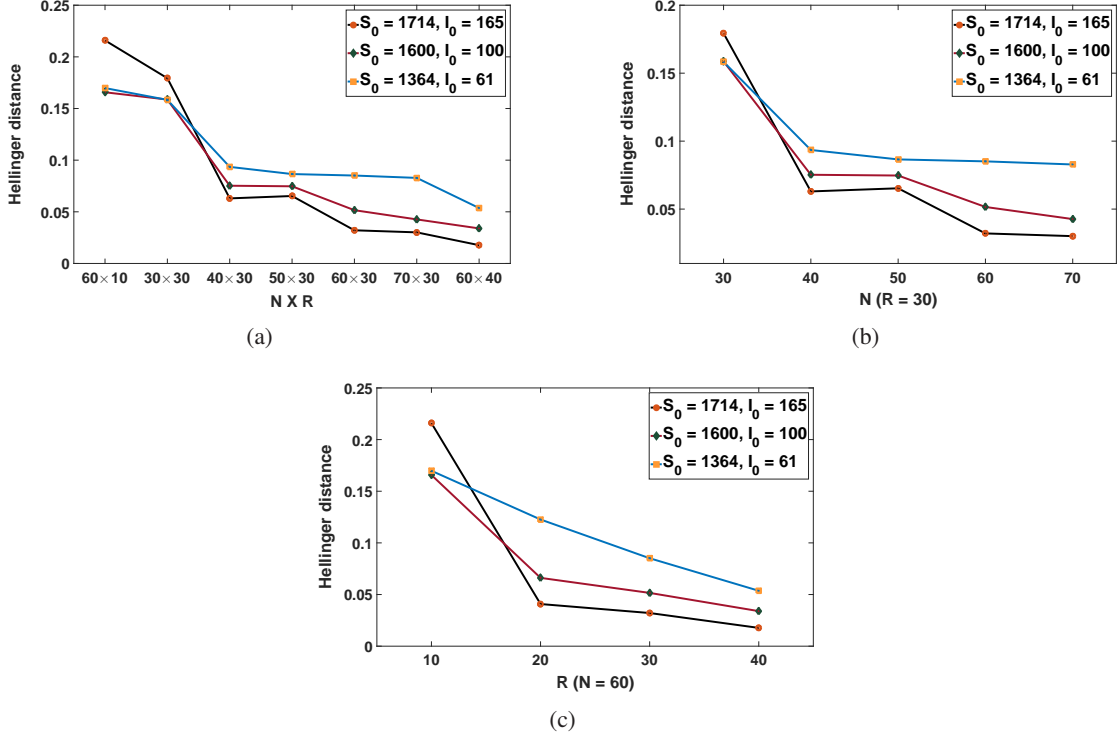 0.25
0.2
0.15
0.1
0.05
0
Hellinger distance
S0 = 1714, I0 = 165
S0 = 1600, I0 = 100
S0 = 1364, I0 = 61
60×10 30×30 40×30 50×30 60×30 70×30 60×40
N X R
(a)
0.2
0.15
0.1
0.05
Hellinger distance
S0 = 1714, I0 = 165
S0 = 1600, I0 = 100
S0 = 1364, I0 = 61
30 40 50 60 70
N (R = 30)
(b)
0.25
0.2
0.15
0.1
0.05
0
Hellinger distance
S0 = 1714, I0 = 165
S0 = 1600, I0 = 100
S0 = 1364, I0 = 61
10 20 30 40
R (N = 60)
(c)